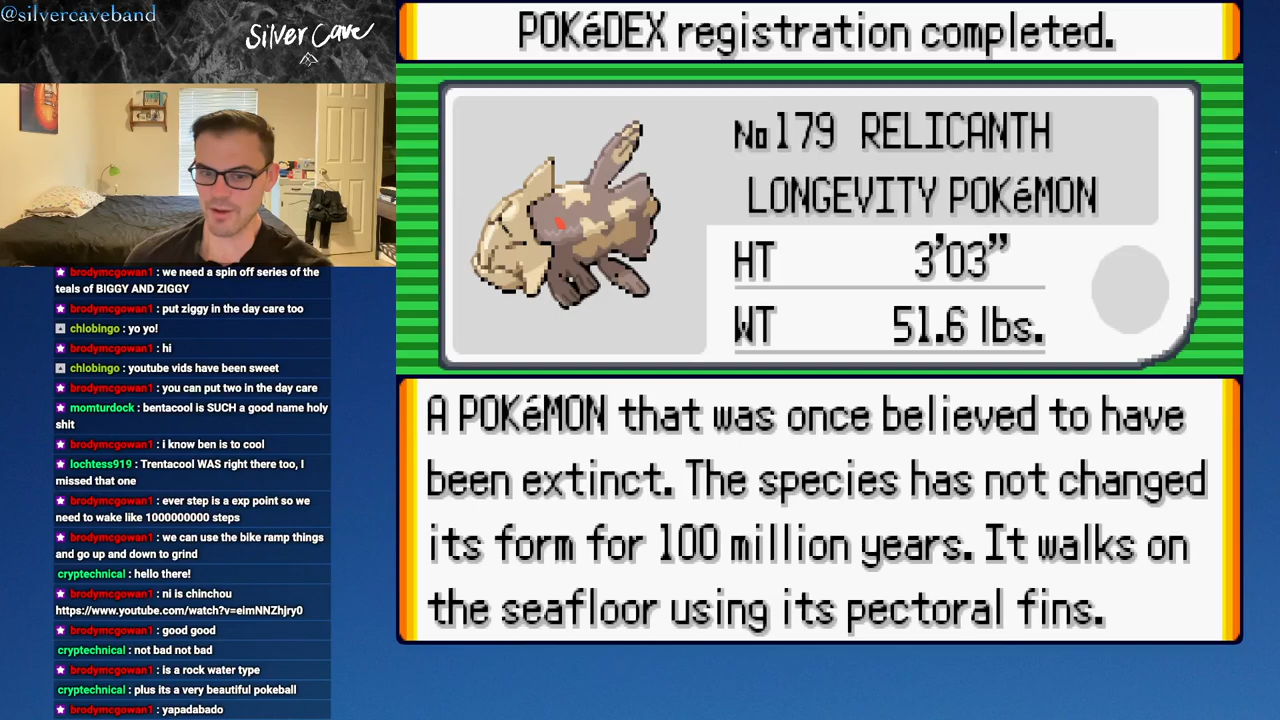 @silvercaveband
Silver Cave
brodymcgowan1 : we need a spin off series of the
teals of BIGGY AND ZIGGY
brodymcgowan1 : put ziggy in the day care too
chlobingo : yo yo!
brodymcgowan1 : hi
chlobingo : youtube vids have been sweet
brodymcgowan1 : you can put two in the day care
momturdock : bentacool is SUCH a good name holy
shit
brodymcgowan1 : i know ben is to cool
lochtess919 : Trentacool WAS right there too, I
missed that one
brodymcgowan1 : ever step is a exp point so we
need to wake like 1000000000 steps
brodymcgowan1 : we can use the bike ramp things
and go up and down to grind
cryptechnical : hello there!
brodymcgowan1 : ni is chinchou
https://www.youtube.com/watch?v=eimNNZhjry0
brodymcgowan1 : good good
cryptechnical : not bad not bad
brodymcgowan1 : is a rock water type
cryptechnical : plus its a very beautiful pokeball
brodymcgowan1 : yapadabado
POKéDEX registration completed.
No179 RELICANTH
LONGEVITY POKéMON
HT 3'03"
WT 51.6 lbs.
A POKéMON that was once believed to have
been extinct. The species has not changed
its form for 100 million years. It walks on
the seafloor using its pectoral fins.